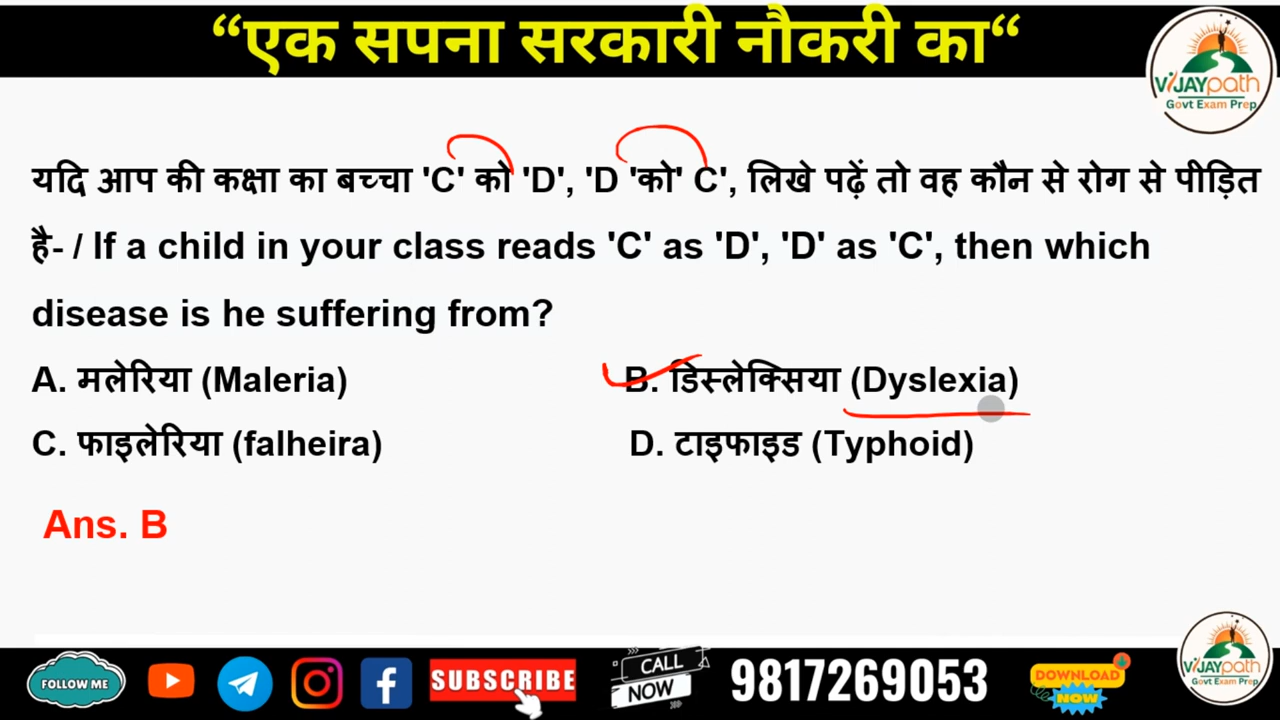 “एक सपना सरकारी नौकरी का“
VIJAYpath
Govt Exam Prep
यदि आप की कक्षा का बच्चा 'C' को 'D', 'D 'को' C', लिखे पढ़ें तो वह कौन से रोग से पीड़ित
है- / If a child in your class reads 'C' as 'D', 'D' as 'C', then which
disease is he suffering from?
A. मलेरिया (Maleria)
B. डिस्लेक्सिया (Dyslexia)
C. फाइलेरिया (falheira)
D. टाइफाइड (Typhoid)
Ans. B
FOLLOW ME
SUBSCRIBE
CALL
NOW
9817269053
DOWNLOAD
NOW
VIJAYpath
Govt Exam Prep